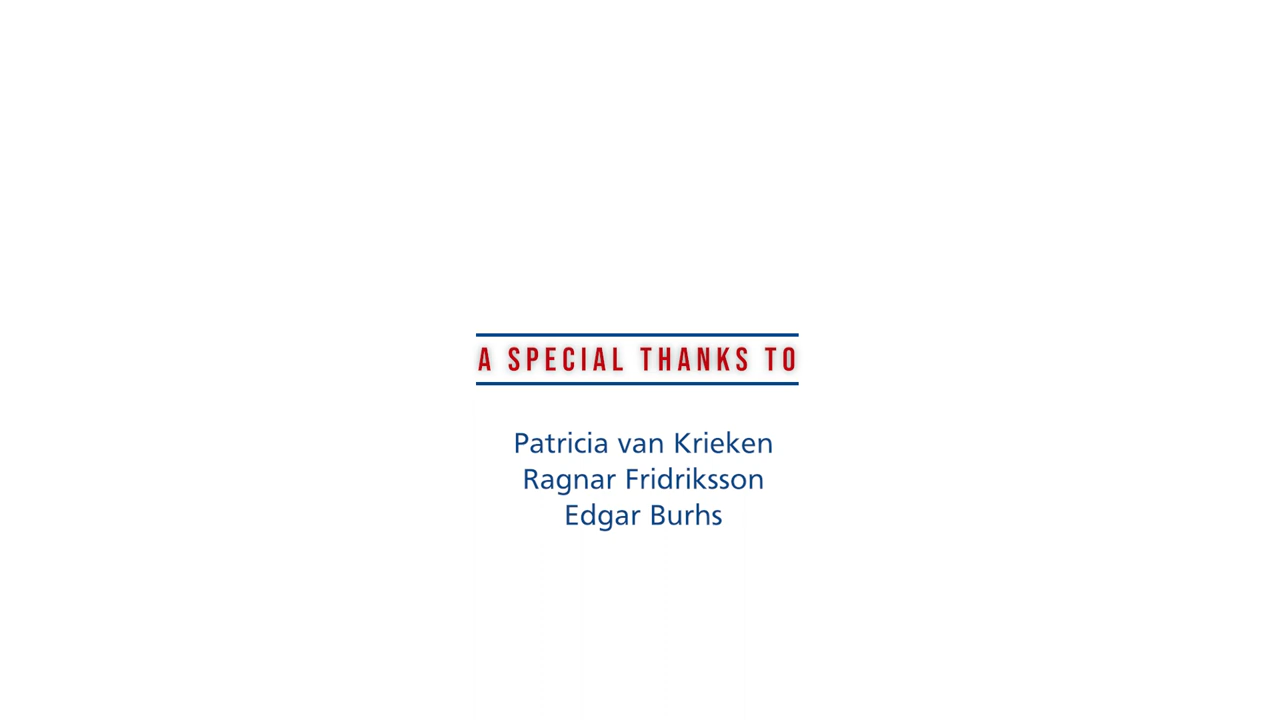 A SPECIAL THANKS TO
Patricia van Krieken
Ragnar Fridriksson
Edgar Burhs